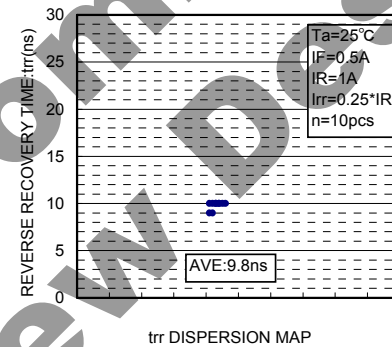 30
25
20
15
10
5
0
REVERSE RECOVERY TIME:trr(ns)
Ta=25°C
IF=0.5A
IR=1A
Irr=0.25*IR
n=10pcs
AVE:9.8ns
trr DISPERSION MAP